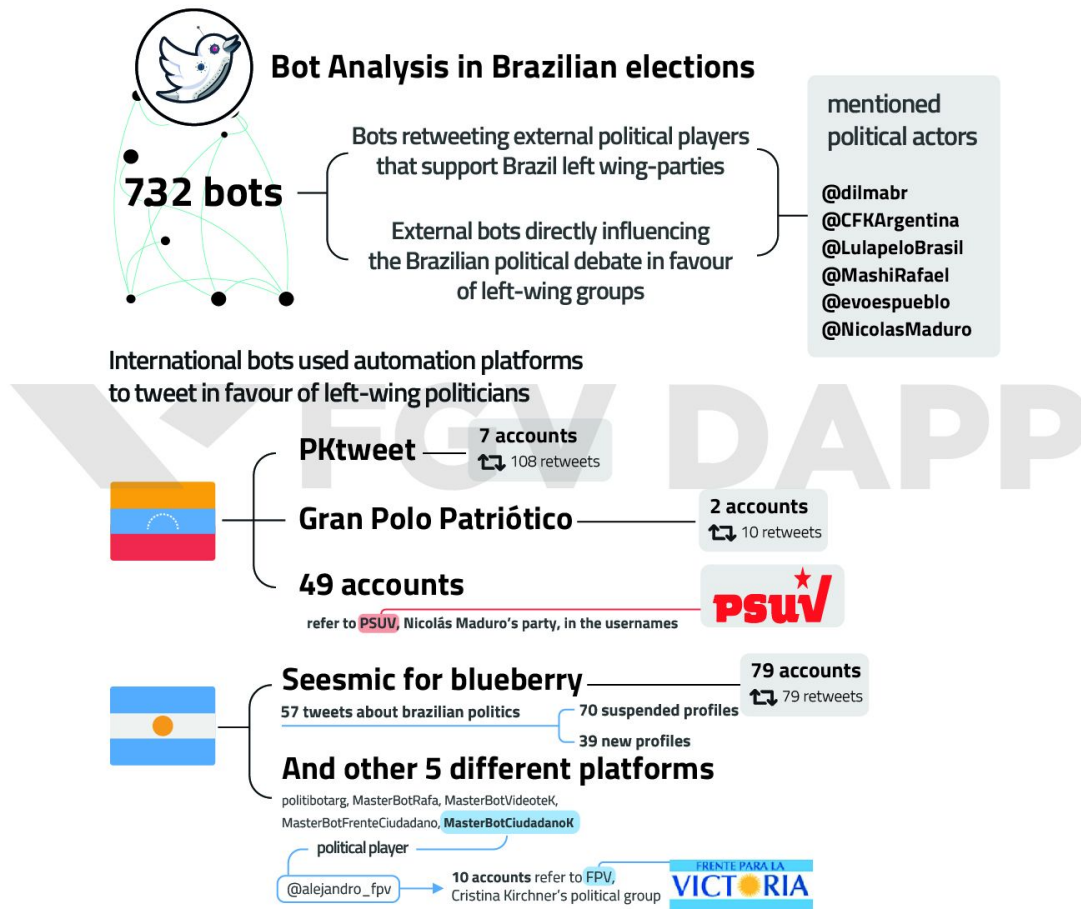 Bot Analysis in Brazilian elections
732 bots
Bots retweeting external political players
that support Brazil left wing-parties
External bots directly influencing
the Brazilian political debate in favour
of left-wing groups
mentioned
political actors
@dilmabr
@CFKArgentina
@LulapeloBrasil
@MashiRafael
@evoespueblo
@NicolasMaduro
International bots used automation platforms
to tweet in favour of left-wing politicians
FGV DAPP
PKtweet
7 accounts
108 retweets
Gran Polo Patriótico
2 accounts
10 retweets
49 accounts
refer to PSUV, Nicolás Maduro's party, in the usernames
PSUV
Seesmic for blueberry
79 accounts
79 retweets
57 tweets about brazilian politics
70 suspended profiles
39 new profiles
And other 5 different platforms
politibotarg, MasterBotRafa, MasterBotVideoteK,
MasterBotFrenteCiudadano, MasterBotCiudadanoK
political player
@alejandro_fpv
10 accounts refer to FPV,
Cristina Kirchner's political group
FRENTE PARA LA
VICTORIA